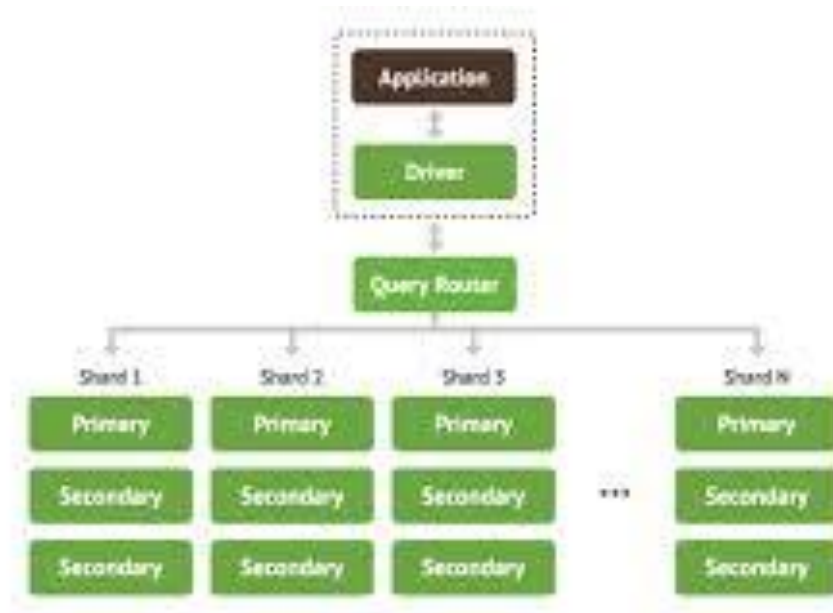 Application
Driver
Query Router
Shard 1 Shard 2 Shard 3 Shard N
Primary Primary Primary Primary
Secondary Secondary Secondary ... Secondary
Secondary Secondary Secondary Secondary